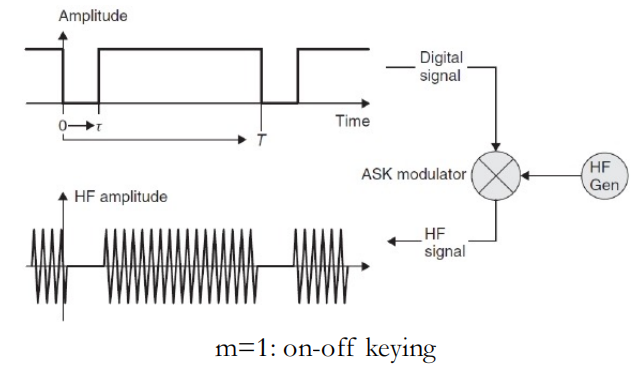 Amplitude
Digital
signal
0
τ
T
Time
ASK modulator
HF
Gen
HF amplitude
HF
signal
m=1: on-off keying